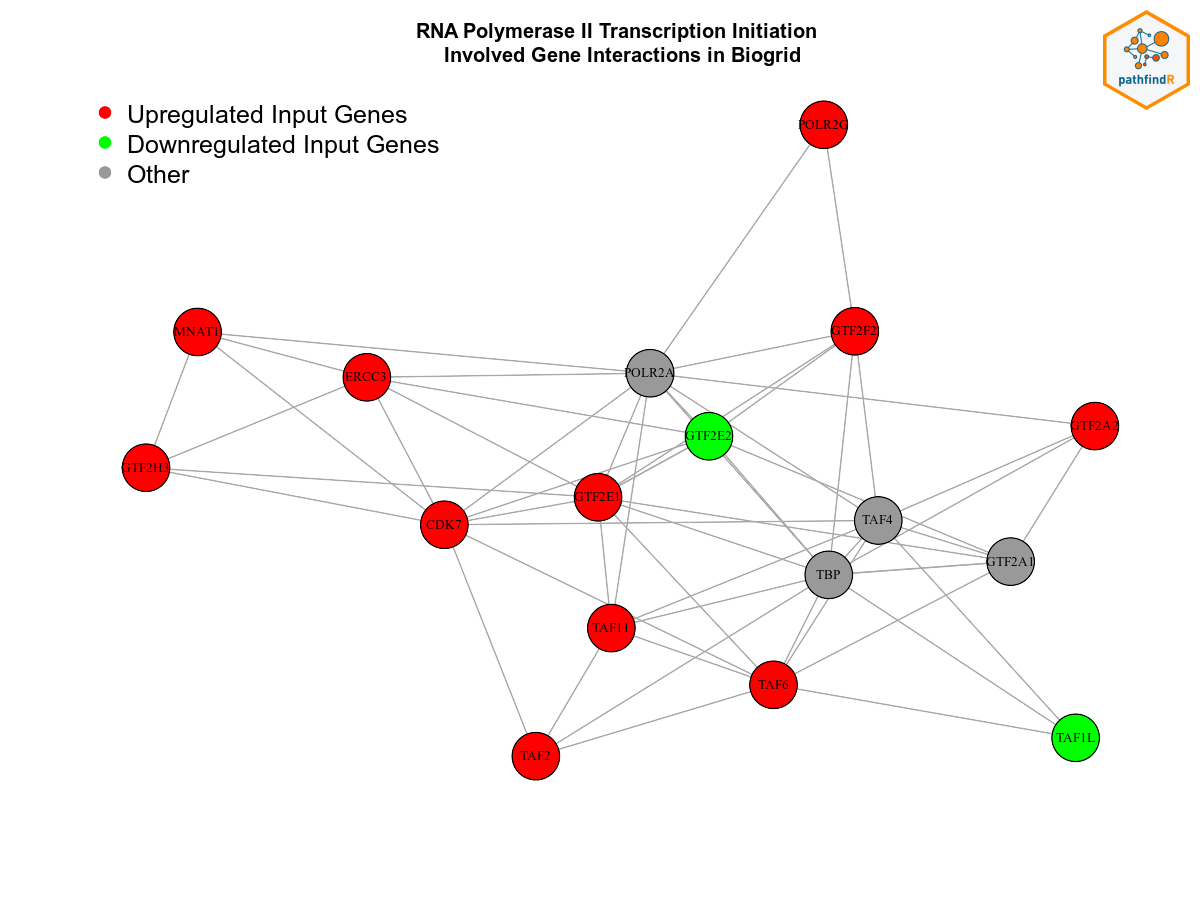 RNA Polymerase II Transcription Initiation
Involved Gene Interactions in Biogrid
pathfindR
Upregulated Input Genes
Downregulated Input Genes
Other
POLR2G
MNAT1
GTF2F2
ERCC3
POLR2A
GTF2A2
GTF2E2
GTF2H3
GTF2E1
CDK7
TAF4
GTF2A1
TBP
TAF11
TAF6
TAF1L
TAF2